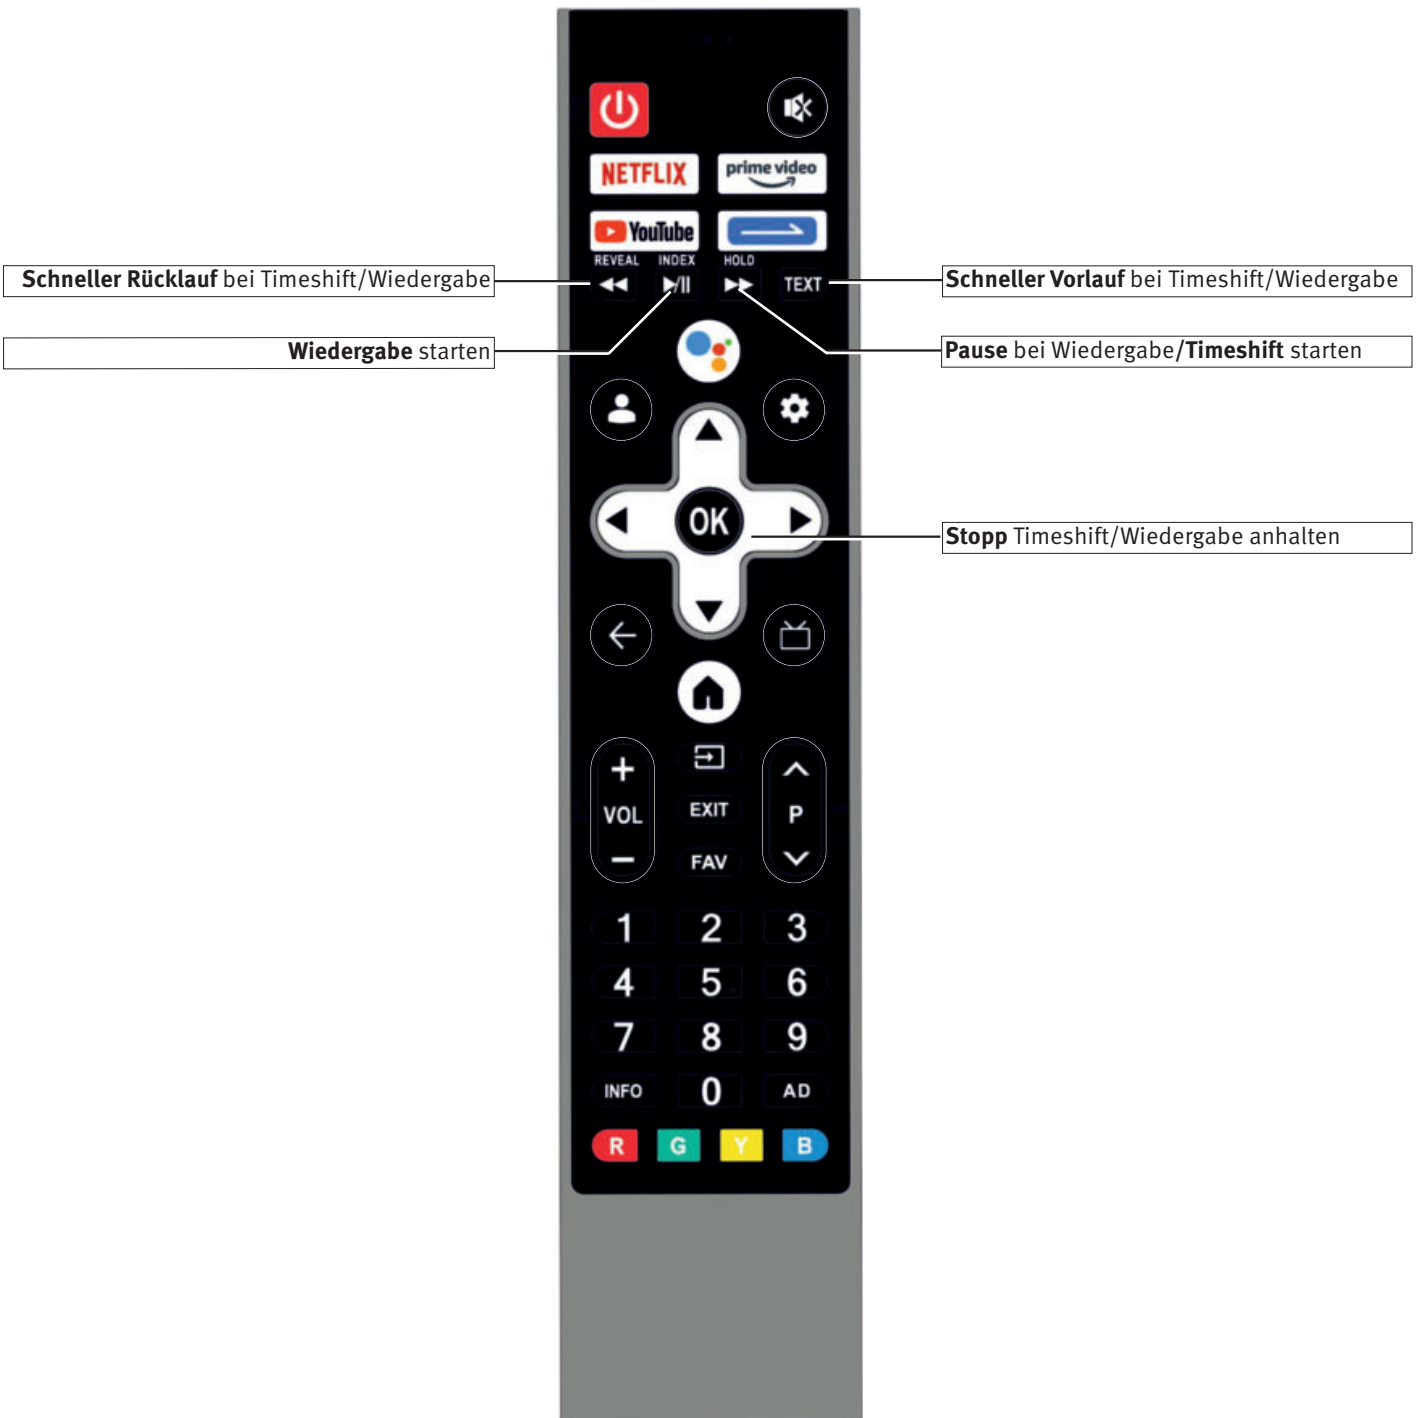 NETFLIX
prime video
YouTube
REVEAL INDEX HOLD
TEXT
Schneller Rücklauf bei Timeshift/Wiedergabe
Schneller Vorlauf bei Timeshift/Wiedergabe
Wiedergabe starten
Pause bei Wiedergabe/Timeshift starten
OK
Stopp Timeshift/Wiedergabe anhalten
+
VOL
–
EXIT
P
FAV
1 2 3
4 5 6
7 8 9
INFO 0 AD
R G Y B